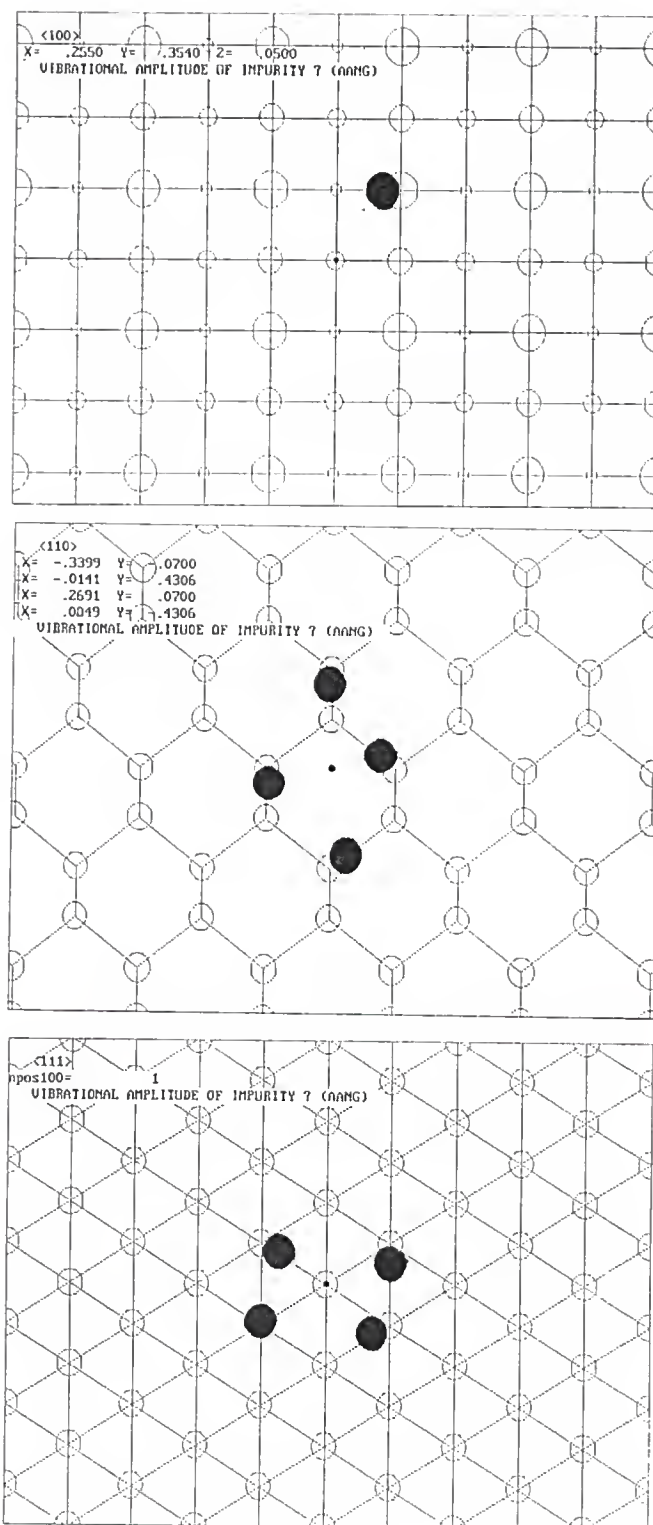 <100>
X= .2550 Y= .3540 Z= .0500
VIBRATIONAL AMPLITUDE OF IMPURITY ? (AANG)
<110>
X= -.3399 Y= .0700
X= -.0141 Y= .4306
X= .2691 Y= .0700
X= .0849 Y= .4306
VIBRATIONAL AMPLITUDE OF IMPURITY ? (AANG)
<111>
npos100= 1
VIBRATIONAL AMPLITUDE OF IMPURITY ? (AANG)